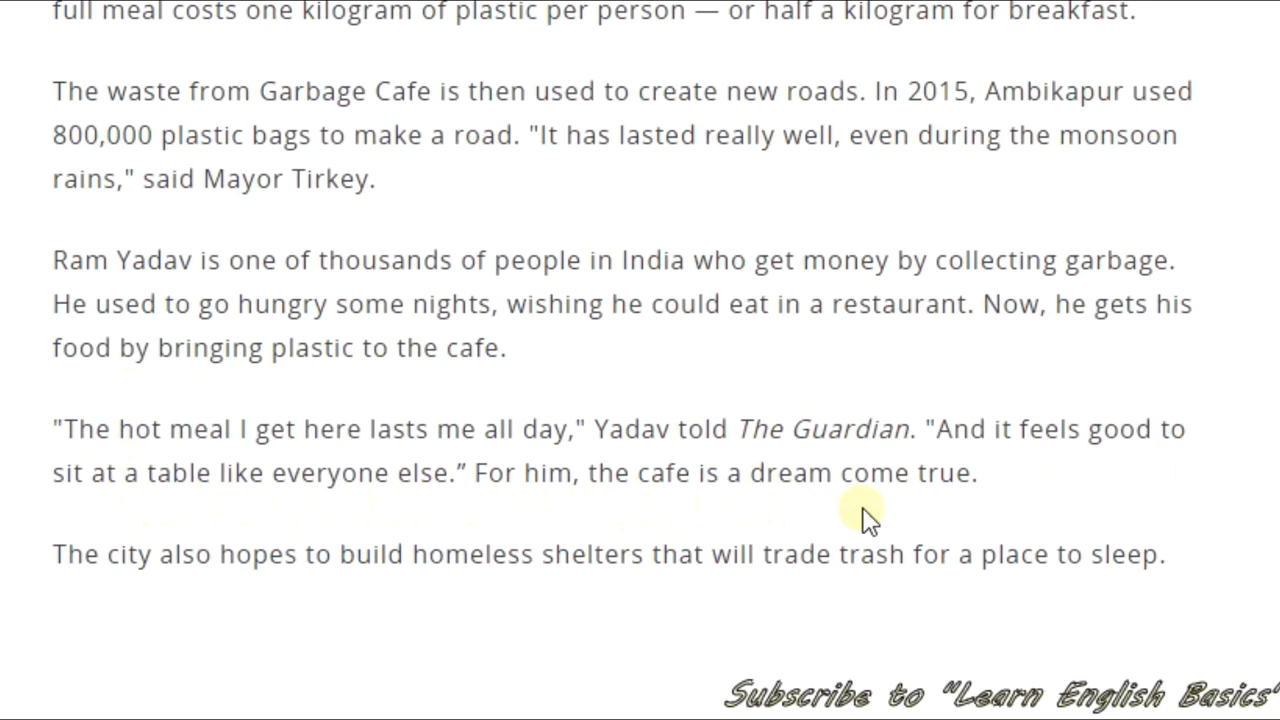 full meal costs one kilogram of plastic per person — or half a kilogram for breakfast.
The waste from Garbage Cafe is then used to create new roads. In 2015, Ambikapur used
800,000 plastic bags to make a road. "It has lasted really well, even during the monsoon
rains," said Mayor Tirkey.
Ram Yadav is one of thousands of people in India who get money by collecting garbage.
He used to go hungry some nights, wishing he could eat in a restaurant. Now, he gets his
food by bringing plastic to the cafe.
"The hot meal I get here lasts me all day," Yadav told The Guardian. "And it feels good to
sit at a table like everyone else.” For him, the cafe is a dream come true.
The city also hopes to build homeless shelters that will trade trash for a place to sleep.
Subscribe to "Learn English Basics"